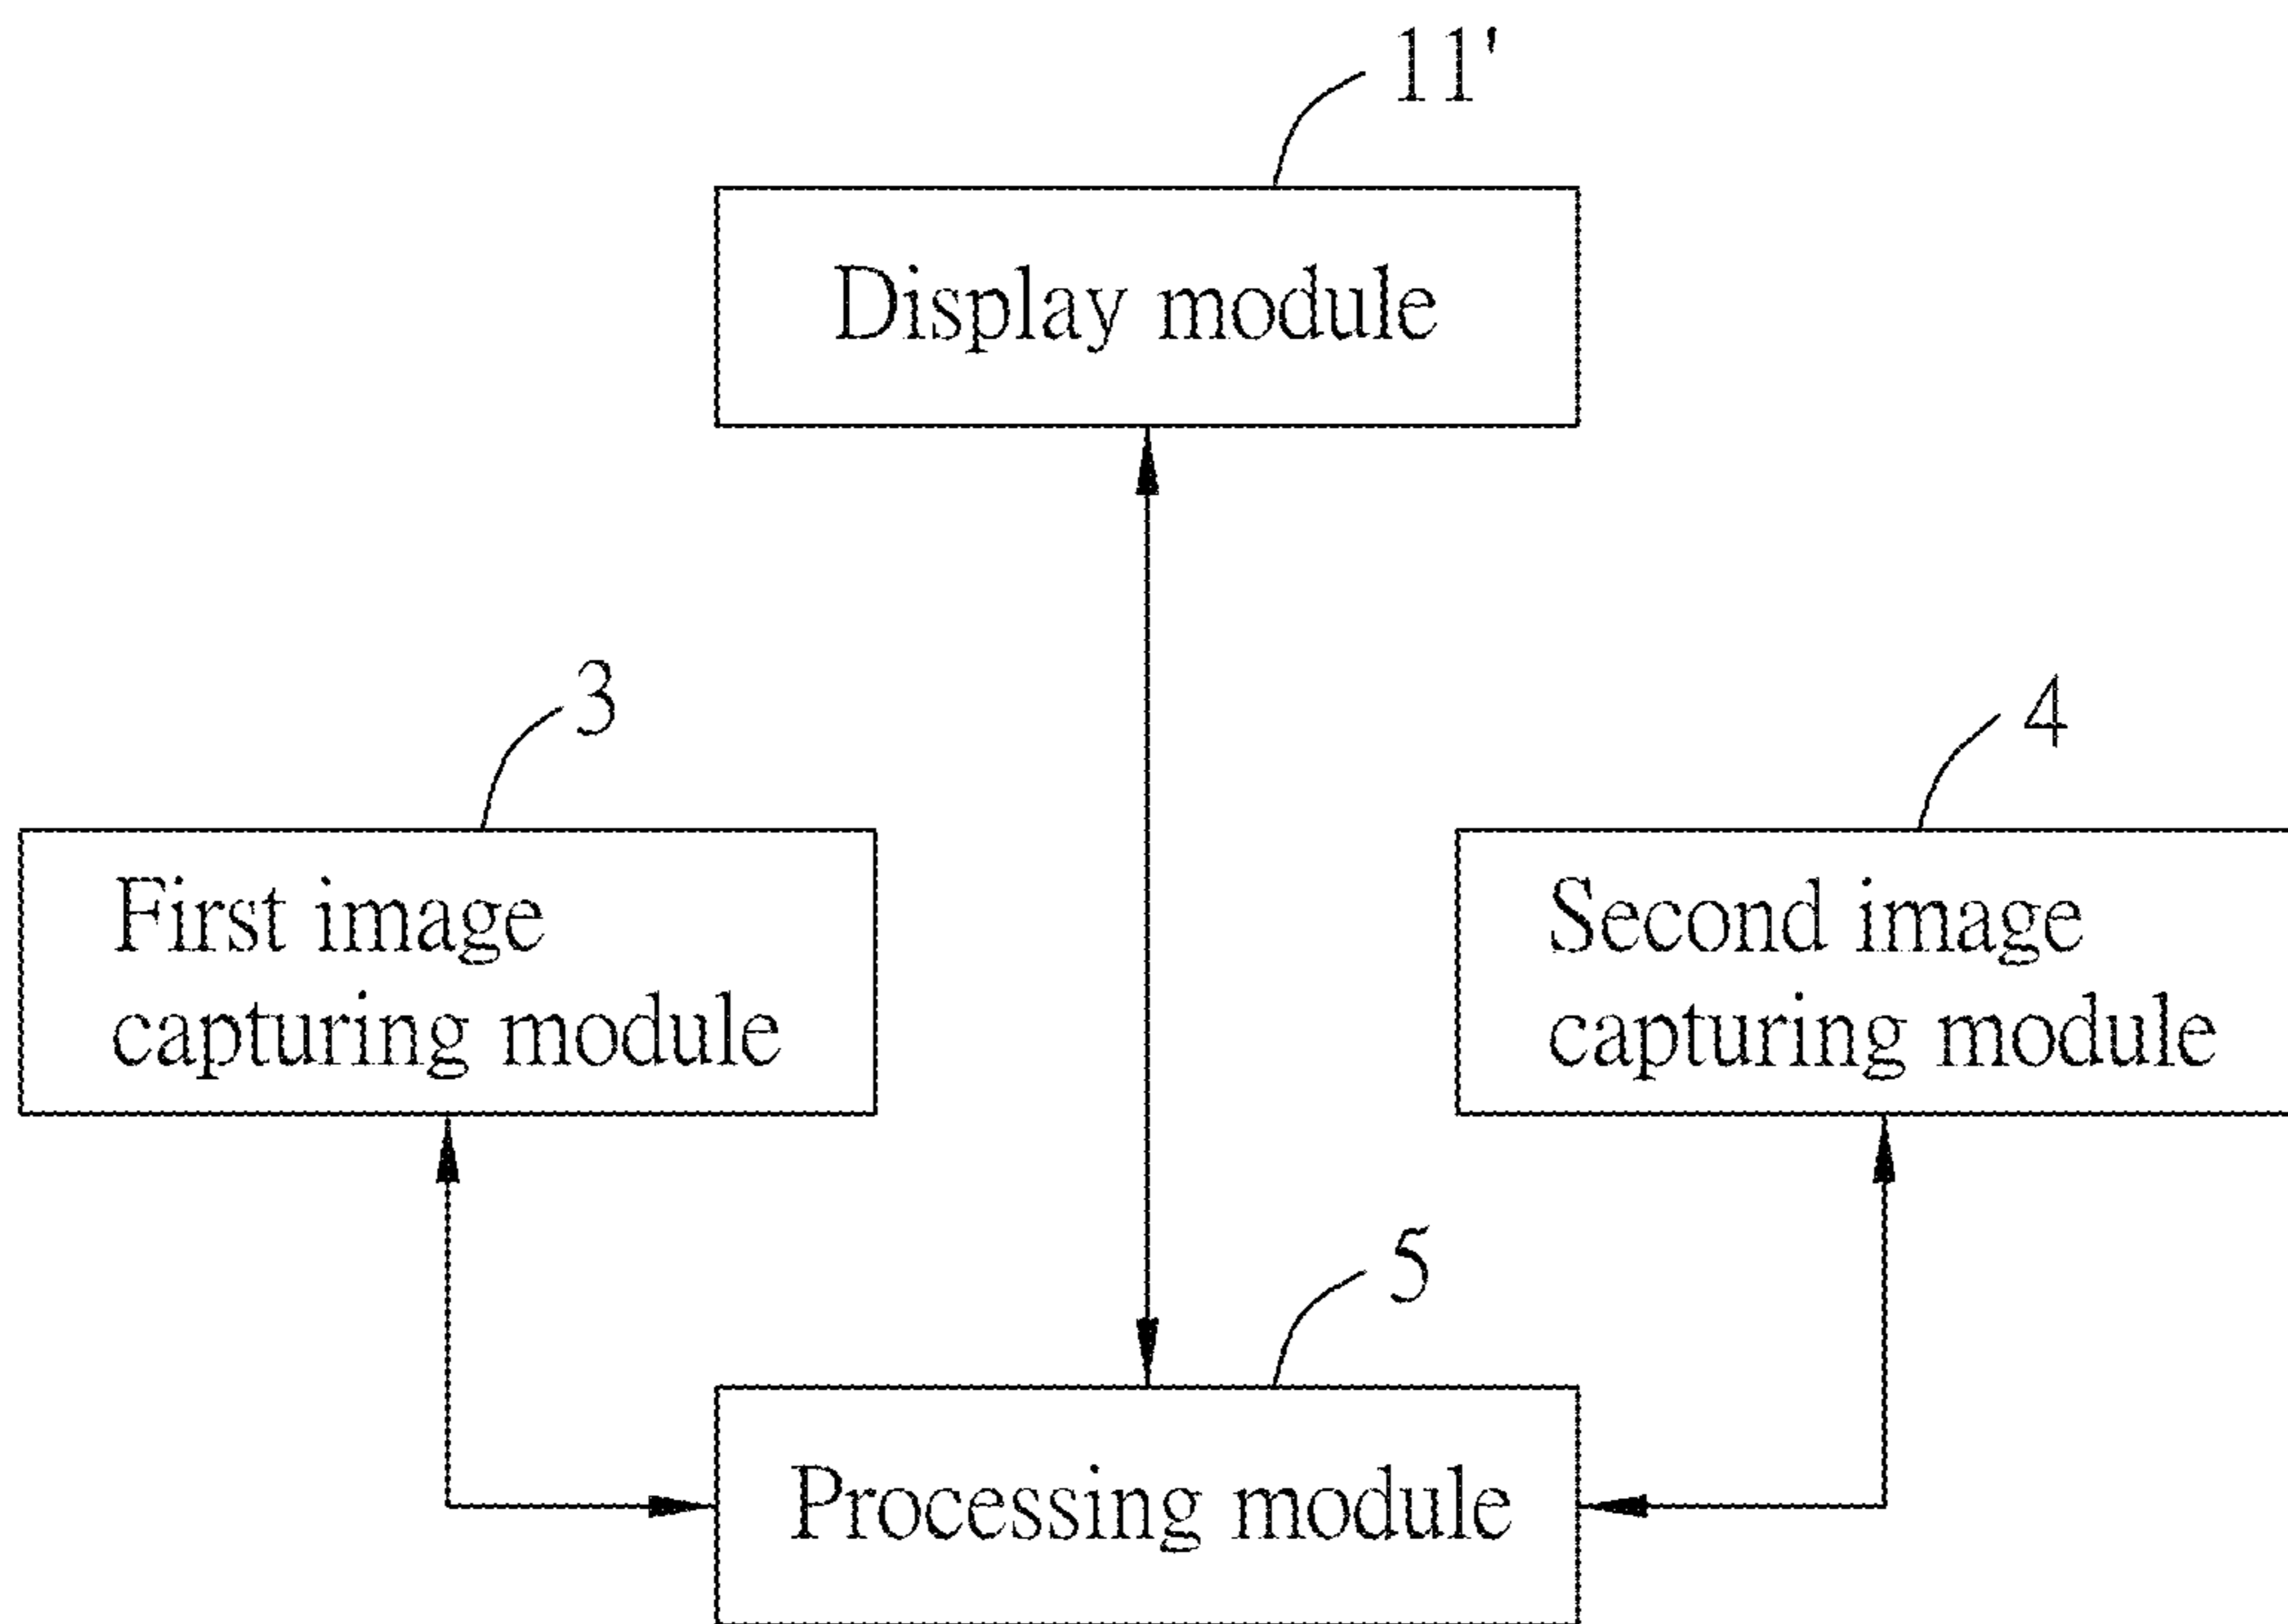 11'
Display module
3
4
First image
capturing module
Second image
capturing module
5
Processing module